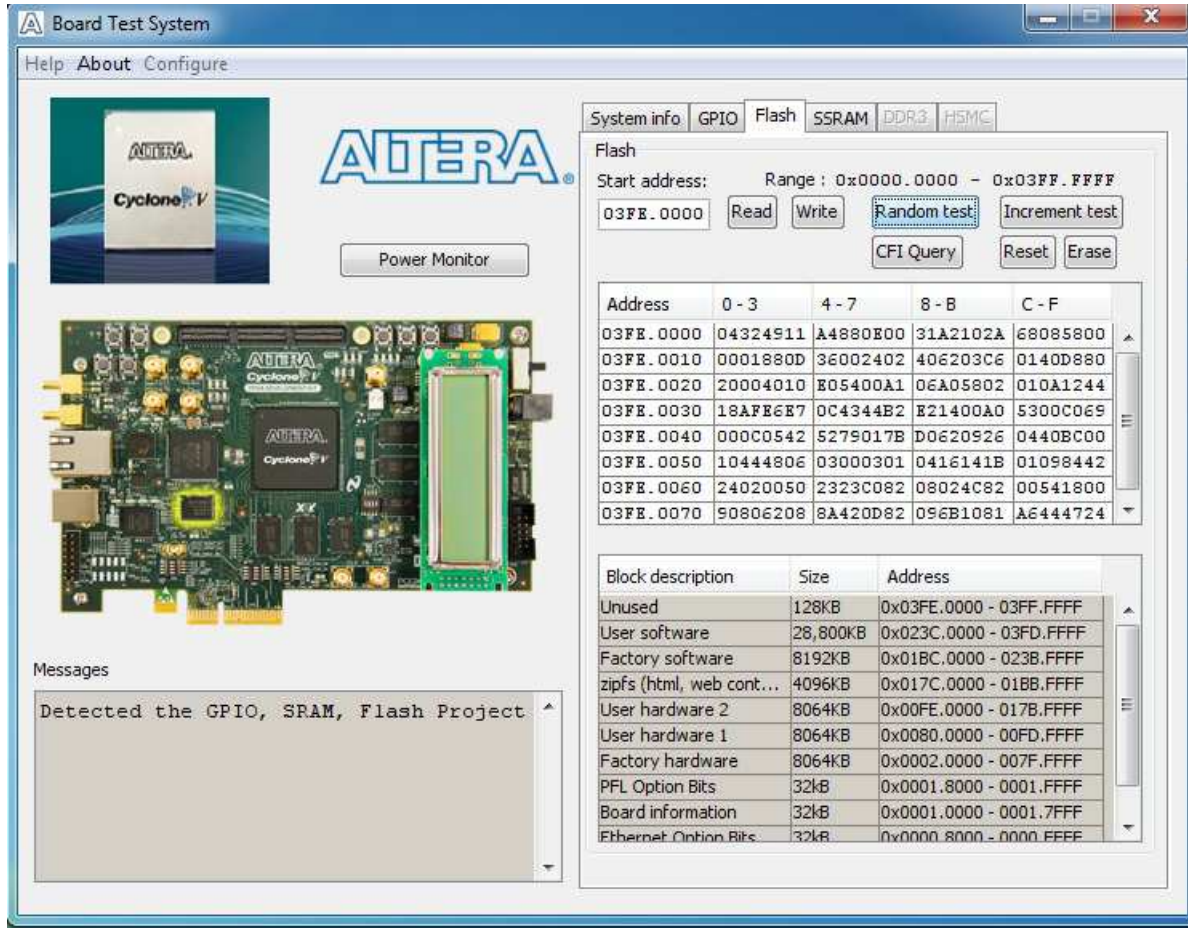 Board Test System
Help About Configure
ALTERA
Cyclone V
ALTERA
Power Monitor
ALTERA
Cyclone V
ALTERA
Cyclone V
Messages
Detected the GPIO, SRAM, Flash Project
System info GPIO Flash SSRAM DDR3 HSMC
Flash
Start address: Range : 0x0000.0000 - 0x03FF.FFFF
03FE.0000 Read Write Random test Increment test
CFI Query Reset Erase
Address 0 - 3 4 - 7 8 - B C - F
03FE.0000 04324911 A4880E00 31A2102A 68085800
03FE.0010 0001880D 36002402 406203C6 0140D880
03FE.0020 20004010 E05400A1 06A05802 010A1244
03FE.0030 18AFE6E7 0C4344B2 E21400A0 5300C069
03FE.0040 000C0542 5279017B D0620926 0440BC00
03FE.0050 10444806 03000301 0416141B 01098442
03FE.0060 24020050 2323C082 08024C82 00541800
03FE.0070 90806208 8A420D82 096B1081 A6444724
Block description Size Address
Unused 128KB 0x03FE.0000 - 03FF.FFFF
User software 28,800KB 0x023C.0000 - 03FD.FFFF
Factory software 8192KB 0x01BC.0000 - 023B.FFFF
zipfs (html, web cont... 4096KB 0x017C.0000 - 01BB.FFFF
User hardware 2 8064KB 0x00FE.0000 - 017B.FFFF
User hardware 1 8064KB 0x0080.0000 - 00FD.FFFF
Factory hardware 8064KB 0x0002.0000 - 007F.FFFF
PFL Option Bits 32kB 0x0001.8000 - 0001.FFFF
Board information 32kB 0x0001.0000 - 0001.7FFF
Ethernet Option Bits 32kB 0x0000.8000 - 0000.FFFF